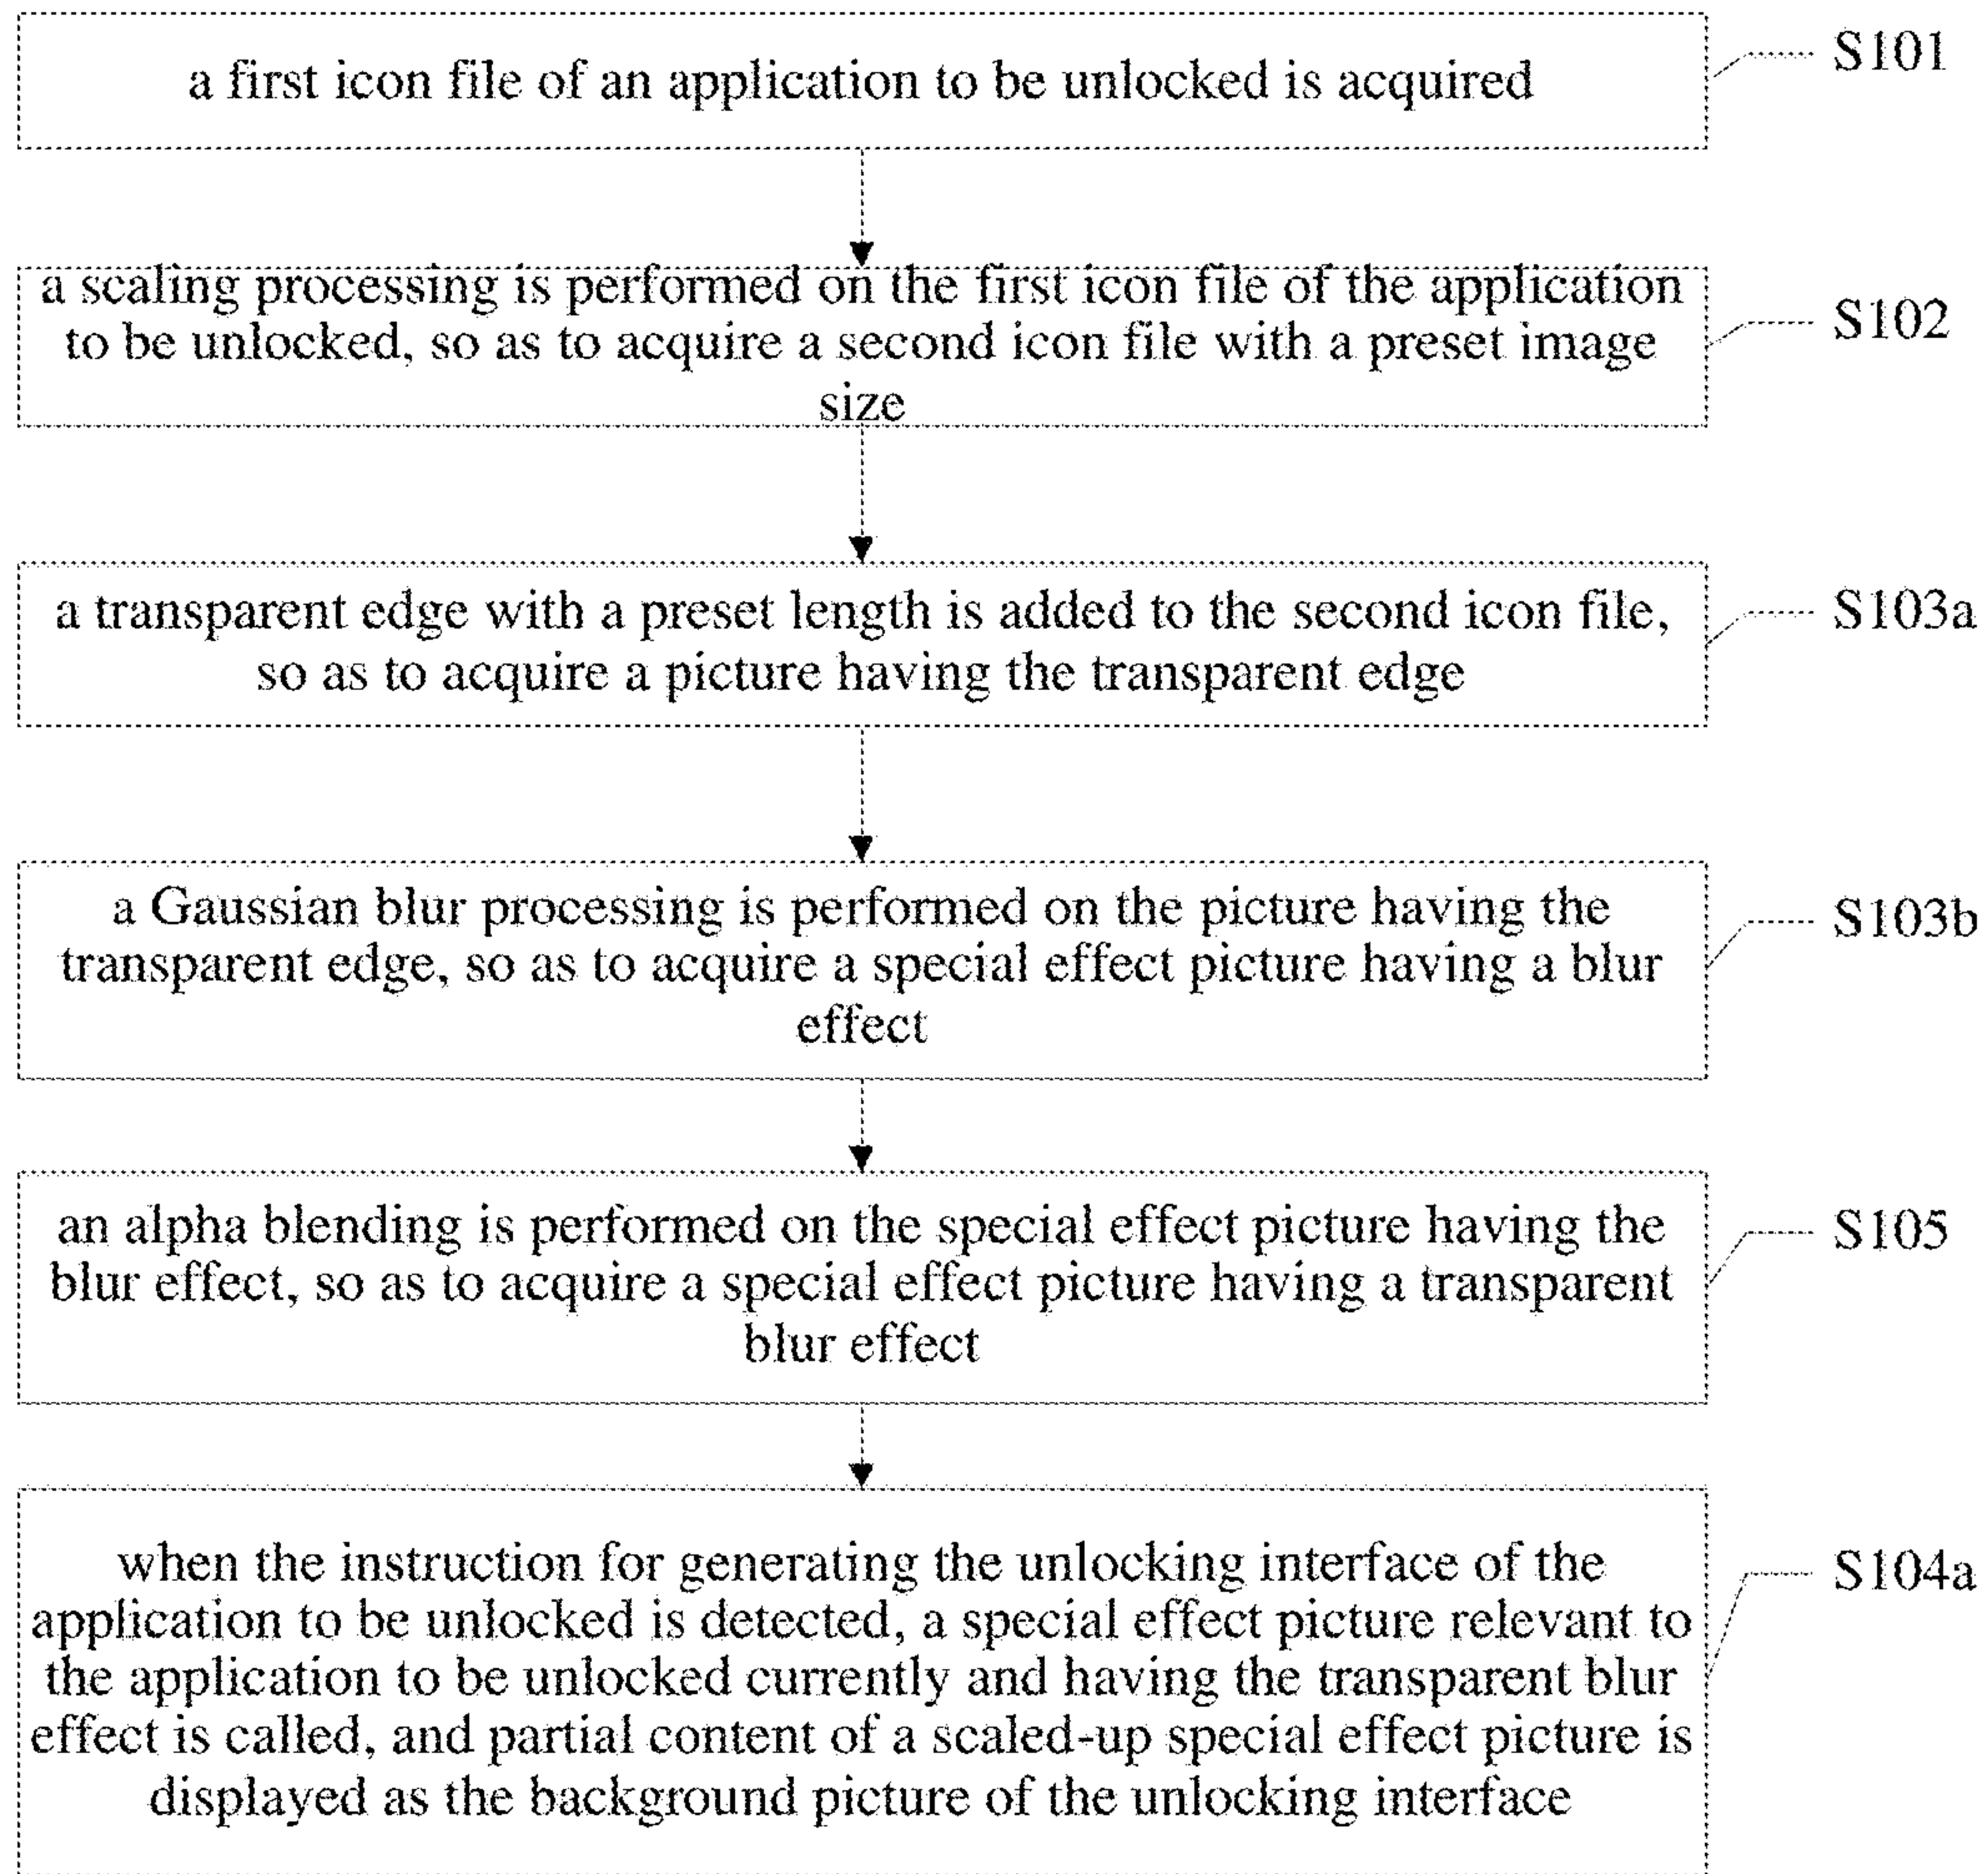 a first icon file of an application to be unlocked is acquired
S101
a scaling processing is performed on the first icon file of the application
to be unlocked, so as to acquire a second icon file with a preset image
size
S102
a transparent edge with a preset length is added to the second icon file,
so as to acquire a picture having the transparent edge
S103a
a Gaussian blur processing is performed on the picture having the
transparent edge, so as to acquire a special effect picture having a blur
effect
S103b
an alpha blending is performed on the special effect picture having the
blur effect, so as to acquire a special effect picture having a transparent
blur effect
S105
when the instruction for generating the unlocking interface of the
application to be unlocked is detected, a special effect picture relevant to
the application to be unlocked currently and having the transparent blur
effect is called, and partial content of a scaled-up special effect picture is
displayed as the background picture of the unlocking interface
S104a